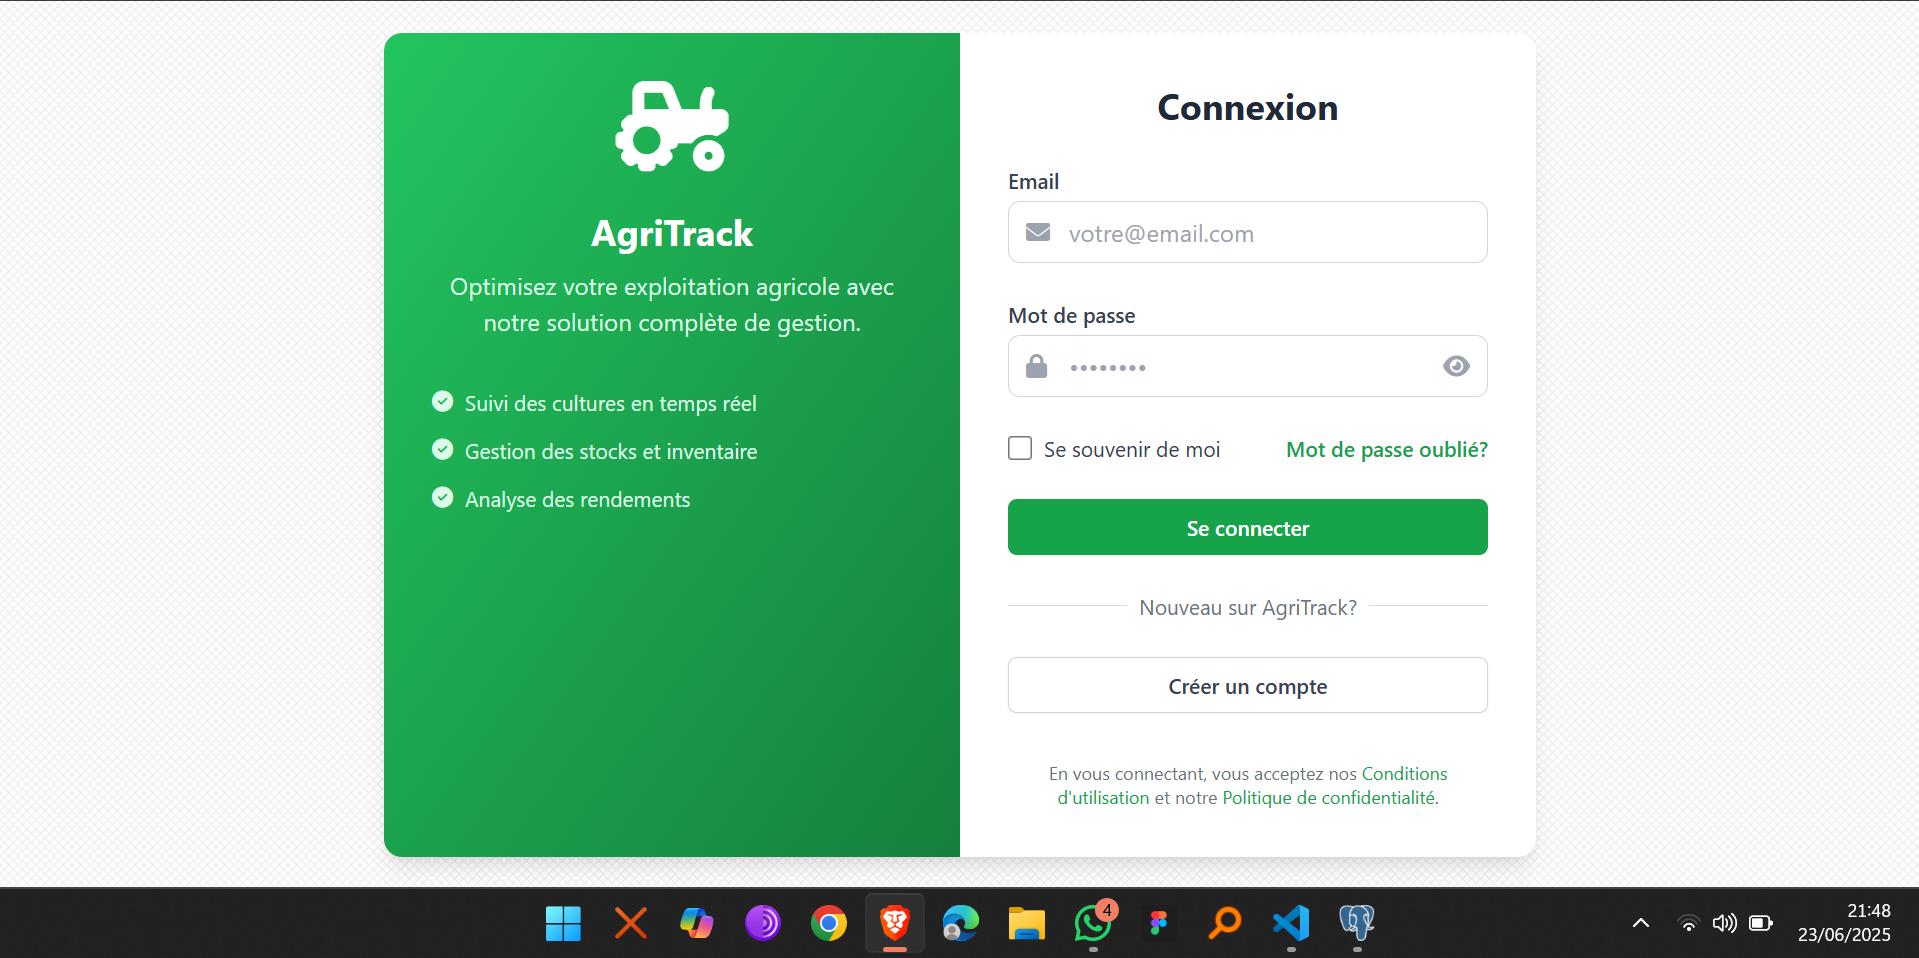 AgriTrack
Optimisez votre exploitation agricole avec
notre solution complète de gestion.
Suivi des cultures en temps réel
Gestion des stocks et inventaire
Analyse des rendements
Connexion
Email
votre@email.com
Mot de passe
••••••••
Se souvenir de moi
Mot de passe oublié?
Se connecter
Nouveau sur AgriTrack?
Créer un compte
En vous connectant, vous acceptez nos Conditions
d'utilisation et notre Politique de confidentialité.
4
21:48
23/06/2025